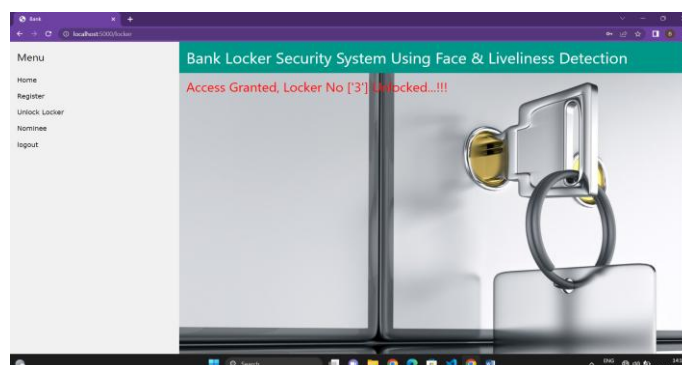 Bank
localhost:5000/locker
Menu
Home
Register
Unlock Locker
Nominee
logout
Bank Locker Security System Using Face & Liveliness Detection
Access Granted, Locker No ['3'] Unlocked...!!!
Search
ENG